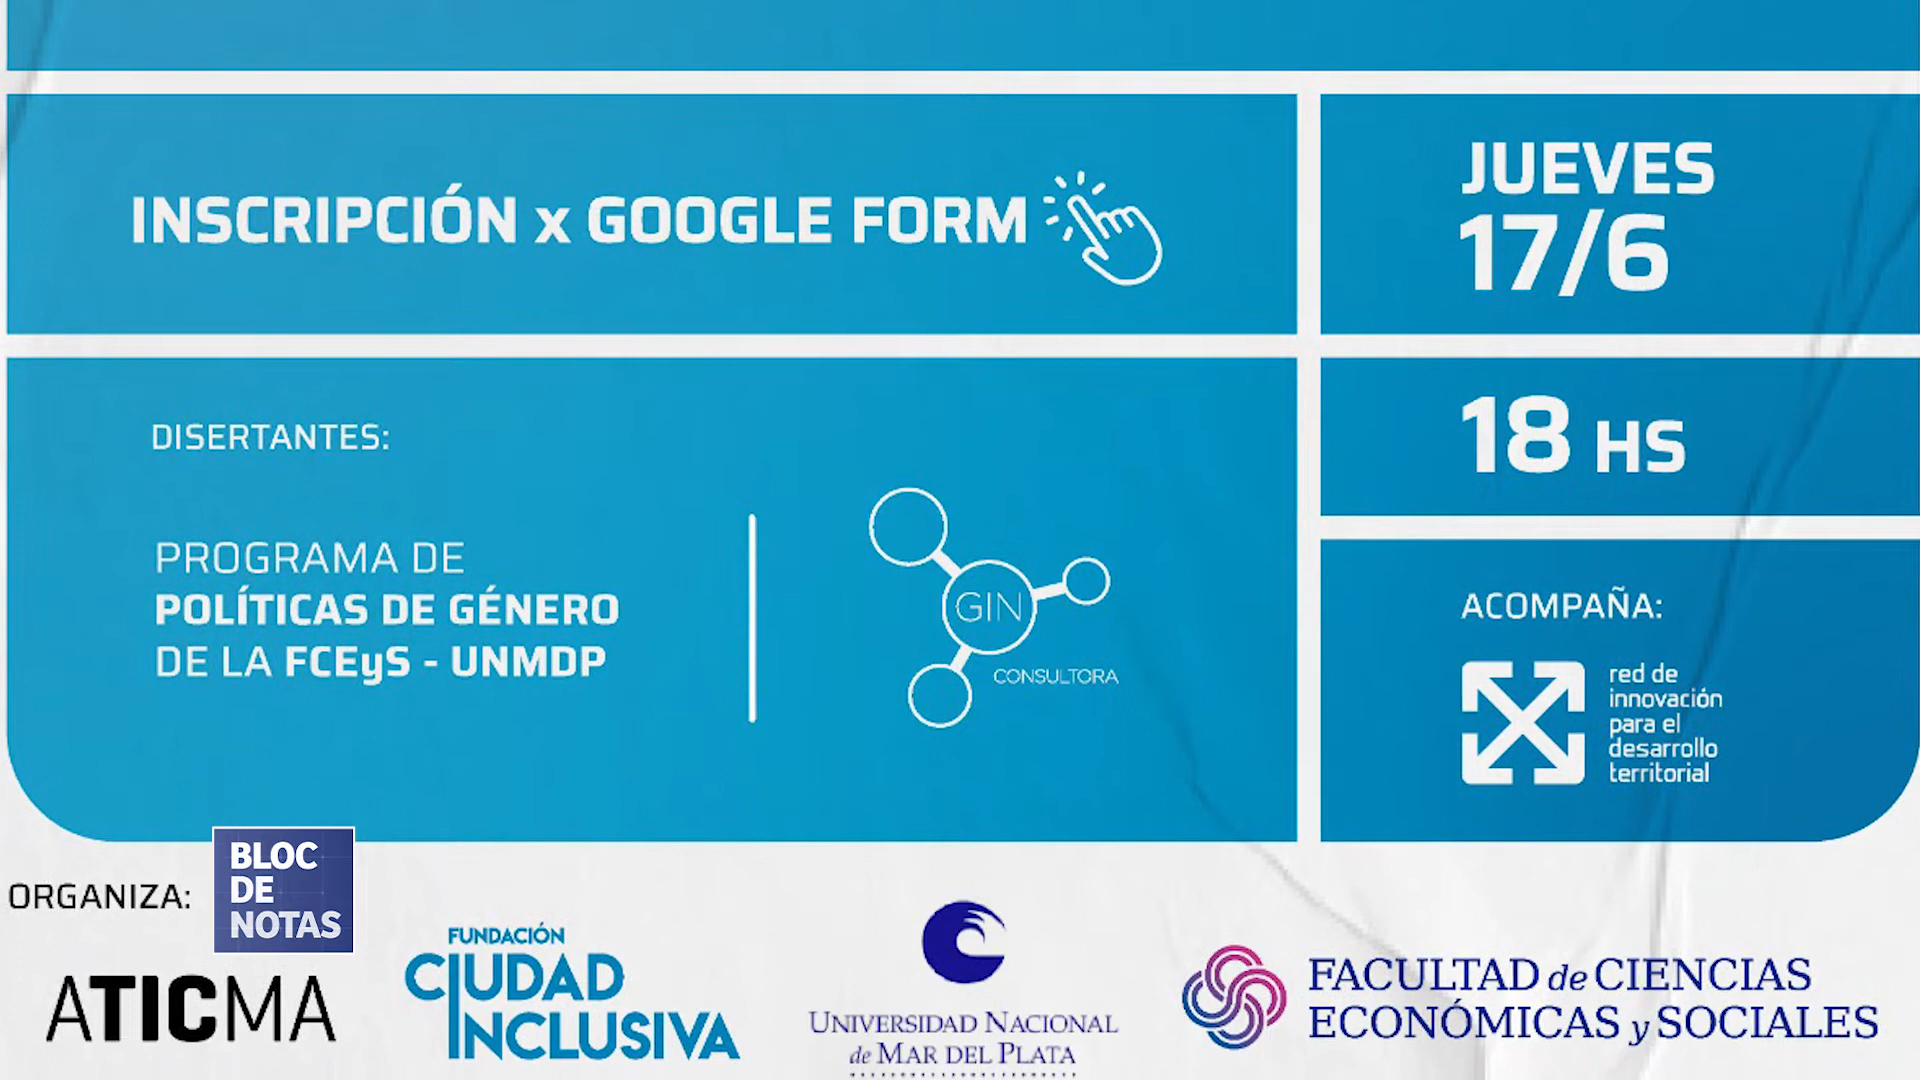 INSCRIPCIÓN x GOOGLE FORM
JUEVES
17/6
18 HS
DISERTANTES:
PROGRAMA DE
POLÍTICAS DE GÉNERO
DE LA FCEyS - UNMDP
GIN
CONSULTORA
ACOMPAÑA:
red de
innovación
para el
desarrollo
territorial
ORGANIZA:
BLOC
DE
NOTAS
ATICMA
FUNDACIÓN
CIUDAD
INCLUSIVA
UNIVERSIDAD NACIONAL
de MAR DEL PLATA
FACULTAD de CIENCIAS
ECONÓMICAS y SOCIALES